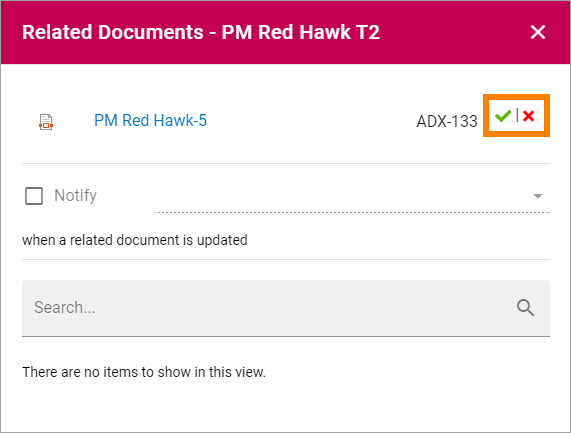 Related Documents - PM Red Hawk T2
PM Red Hawk-5 ADX-133
Notify
when a related document is updated
Search...
There are no items to show in this view.